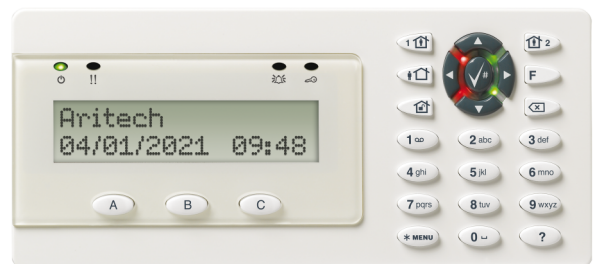 !!
Aritech
04/01/2021 09:48
A B C
1 2
#
F
1 2 abc 3 def
4 ghi 5 jkl 6 mno
7 pqrs 8 tuv 9 wxyz
* MENU 0 ?